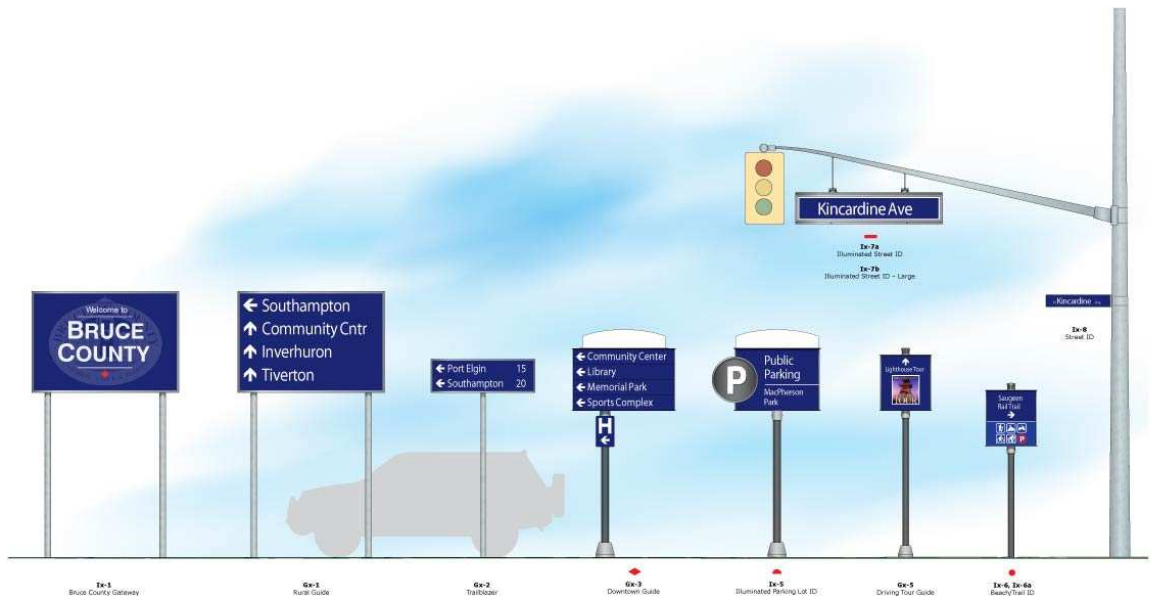 Kincardine Ave
Ix-7a
Illuminated Street ID
Ix-7b
Illuminated Street ID - Large
Kincardine
Ix-8
Street ID
Welcome to
BRUCE
COUNTY
Southampton
Community Cntr
Inverhuron
Tiverton
Port Elgin 15
Southampton 20
Community Center
Library
Memorial Park
Sports Complex
H
P
Public
Parking
MacPherson
Park
Lighthouse Tour
TOUR
Saugeen
Rail Trail
P
Ix-1
Bruce County Gateway
Gx-1
Rural Guide
Gx-2
Trailblazer
Gx-3
Downtown Guide
Ix-5
Illuminated Parking Lot ID
Gx-5
Driving Tour Guide
Ix-6, Ix-6a
Beach/Trail ID